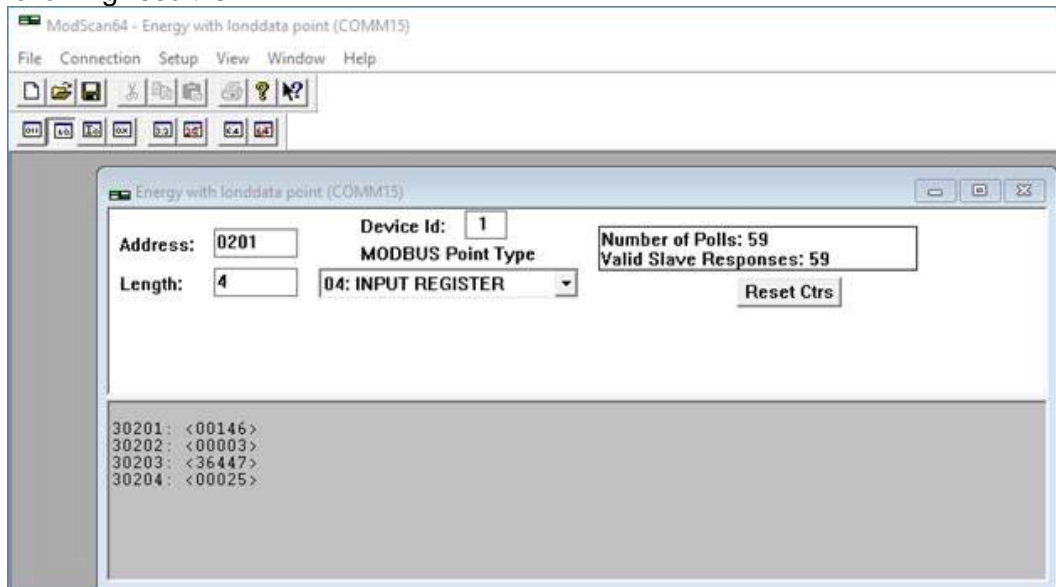 ModScan64 - Energy with londdata point (COMM15)
File Connection Setup View Window Help
Energy with londdata point (COMM15)
Address: 0201
Device Id: 1
MODBUS Point Type
Length: 4
04: INPUT REGISTER
Number of Polls: 59
Valid Slave Responses: 59
Reset Ctrs
30201: <00146>
30202: <00003>
30203: <36447>
30204: <00025>